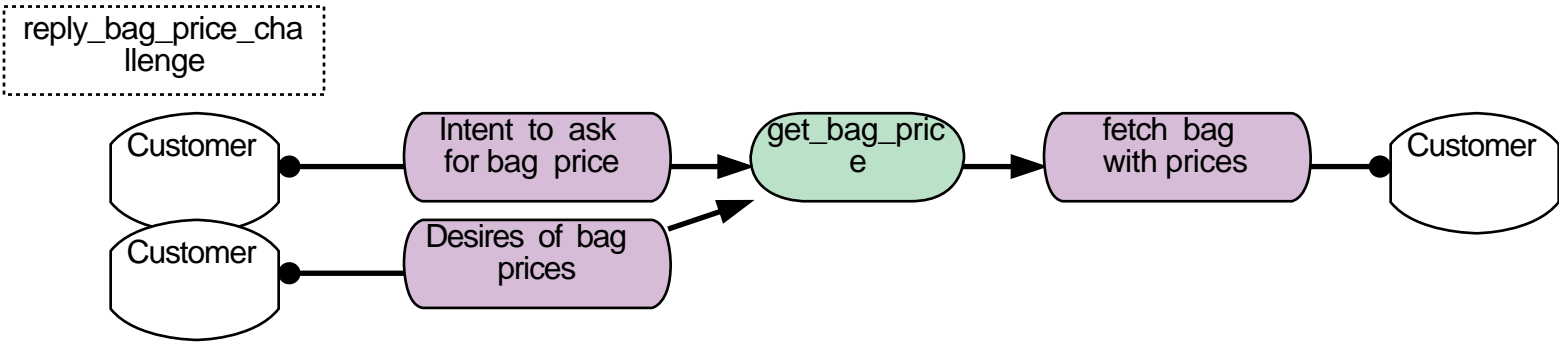 reply_bag_price_cha
llenge
Customer
Intent to ask
for bag price
get_bag_pric
e
fetch bag
with prices
Customer
Customer
Desires of bag
prices